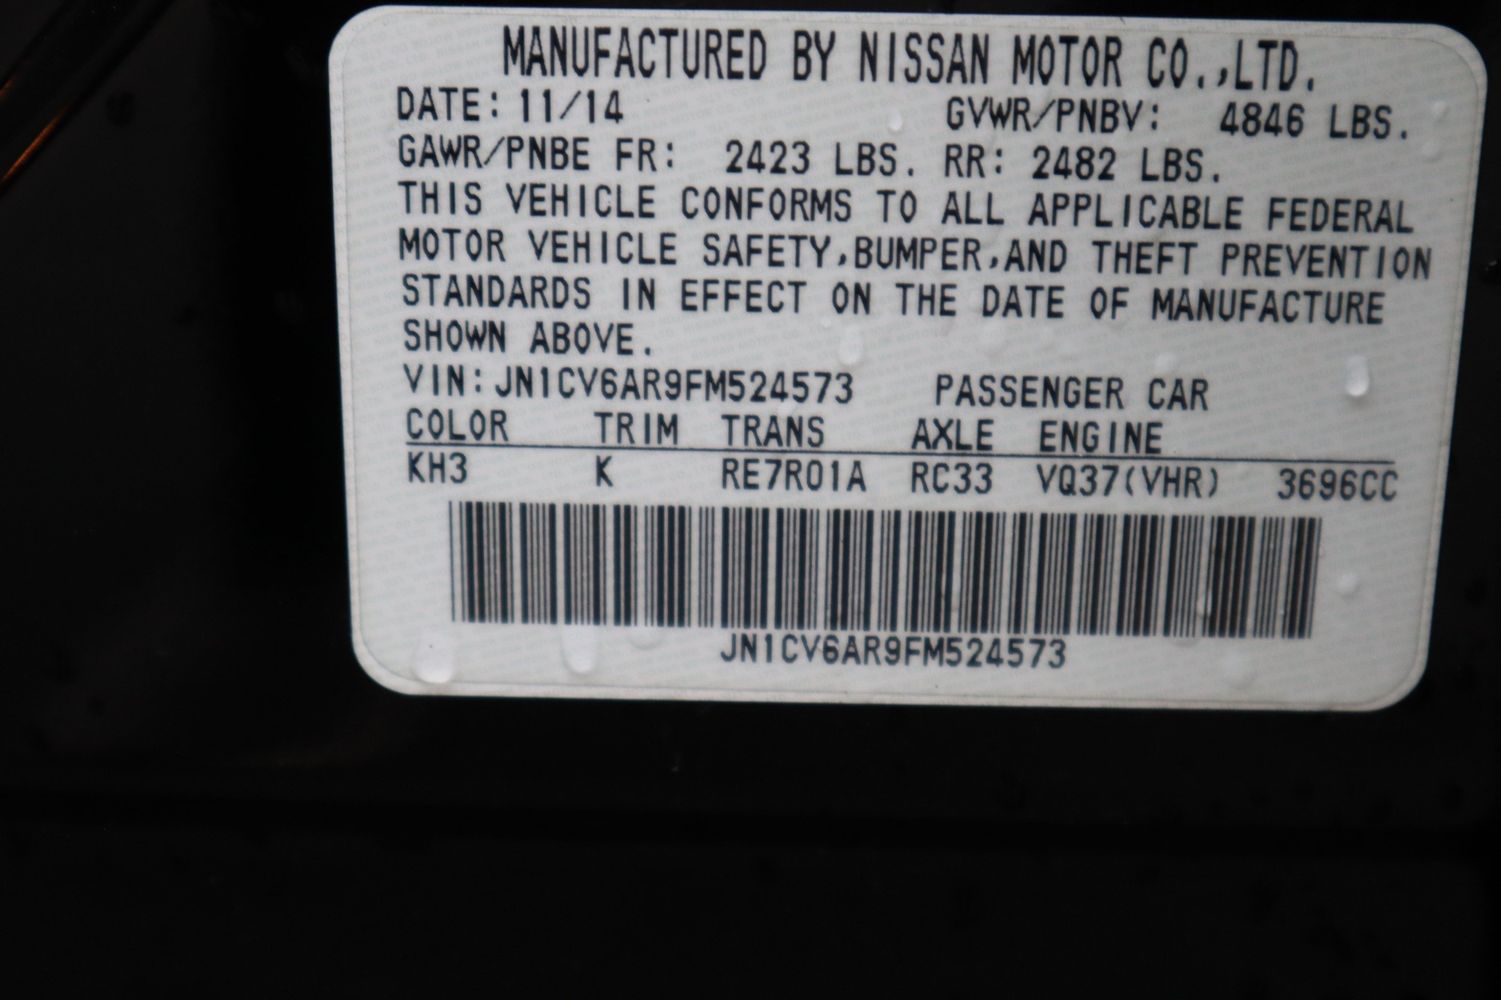 MANUFACTURED BY NISSAN MOTOR CO.,LTD.
DATE: 11/14 GVWR/PNBV: 4846 LBS.
GAWR/PNBE FR: 2423 LBS. RR: 2482 LBS.
THIS VEHICLE CONFORMS TO ALL APPLICABLE FEDERAL
MOTOR VEHICLE SAFETY,BUMPER,AND THEFT PREVENTION
STANDARDS IN EFFECT ON THE DATE OF MANUFACTURE
SHOWN ABOVE.
VIN: JN1CV6AR9FM524573 PASSENGER CAR
COLOR TRIM TRANS AXLE ENGINE
KH3 K RE7R01A RC33 VQ37(VHR) 3696CC
JN1CV6AR9FM524573